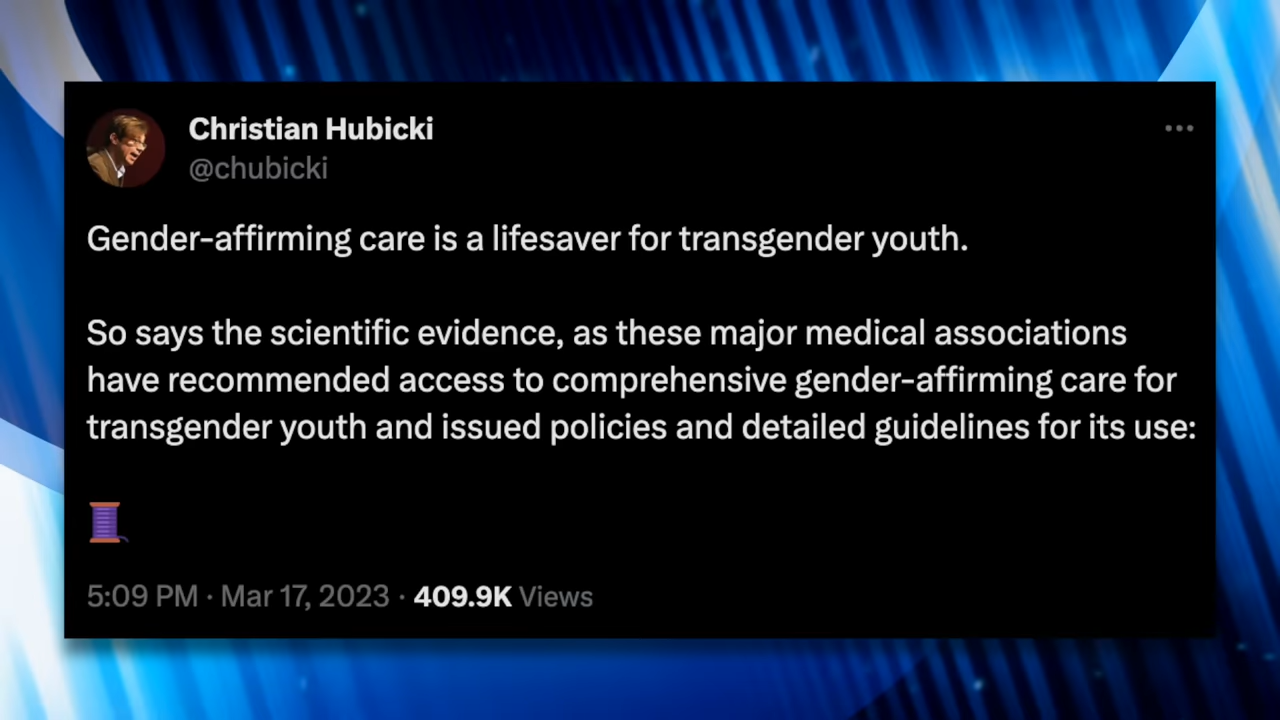 Christian Hubicki
@chubicki
Gender-affirming care is a lifesaver for transgender youth.
So says the scientific evidence, as these major medical associations
have recommended access to comprehensive gender-affirming care for
transgender youth and issued policies and detailed guidelines for its use:
🧵
5:09 PM · Mar 17, 2023 · 409.9K Views